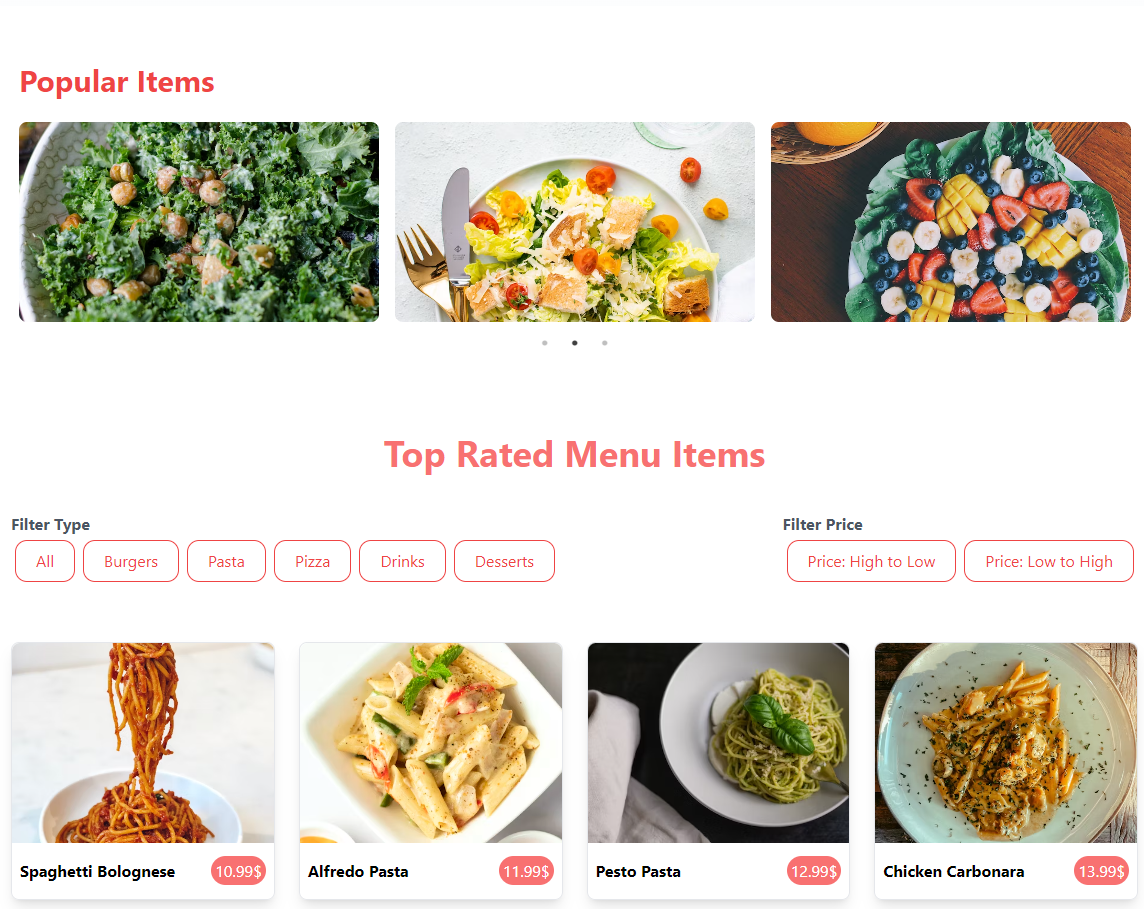 Popular Items
Top Rated Menu Items
Filter Type
Filter Price
All
Burgers
Pasta
Pizza
Drinks
Desserts
Price: High to Low
Price: Low to High
Spaghetti Bolognese 10.99$
Alfredo Pasta 11.99$
Pesto Pasta 12.99$
Chicken Carbonara 13.99$